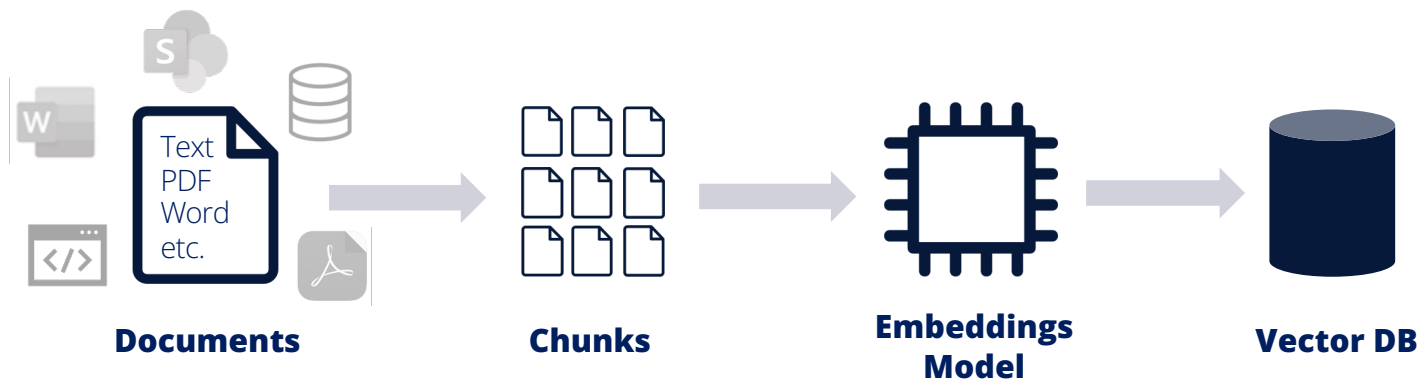 S
W
Text
PDF
Word
etc.
</>
Documents
Chunks
Embeddings
Model
Vector DB